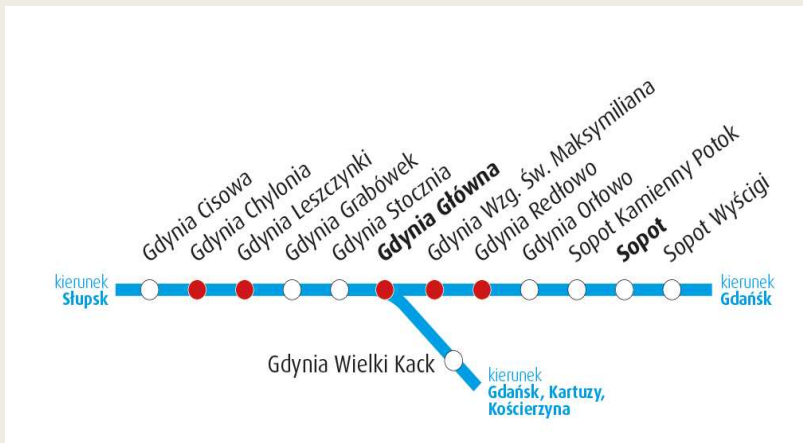 Gdynia Cisowa
Gdynia Chylonia
Gdynia Leszczynki
Gdynia Grabówek
Gdynia Stocznia
Gdynia Główna
Gdynia Wzg. Św. Maksymiliana
Gdynia Redłowo
Gdynia Orłowo
Sopot Kamienny Potok
Sopot
Sopot Wyścigi
kierunek
Słupsk
kierunek
Gdańśk
Gdynia Wielki Kack
kierunek
Gdańsk, Kartuzy,
Kościerzyna